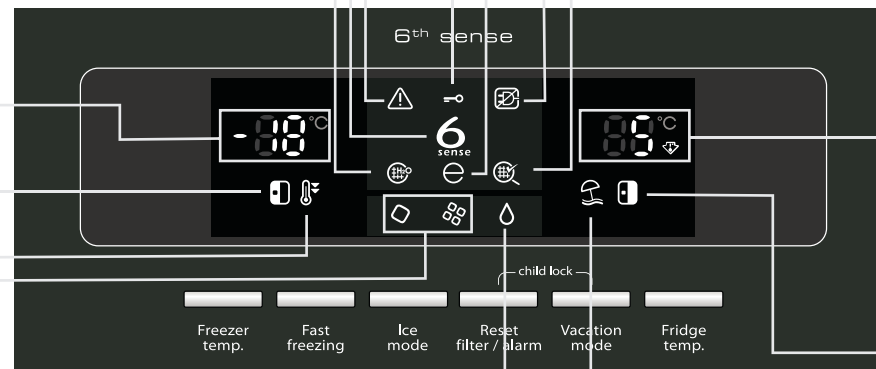 6th sense
-18 °C
5 °C
6
sense
H2O
child lock
Freezer
temp.
Fast
freezing
Ice
mode
Reset
filter / alarm
Vacation
mode
Fridge
temp.